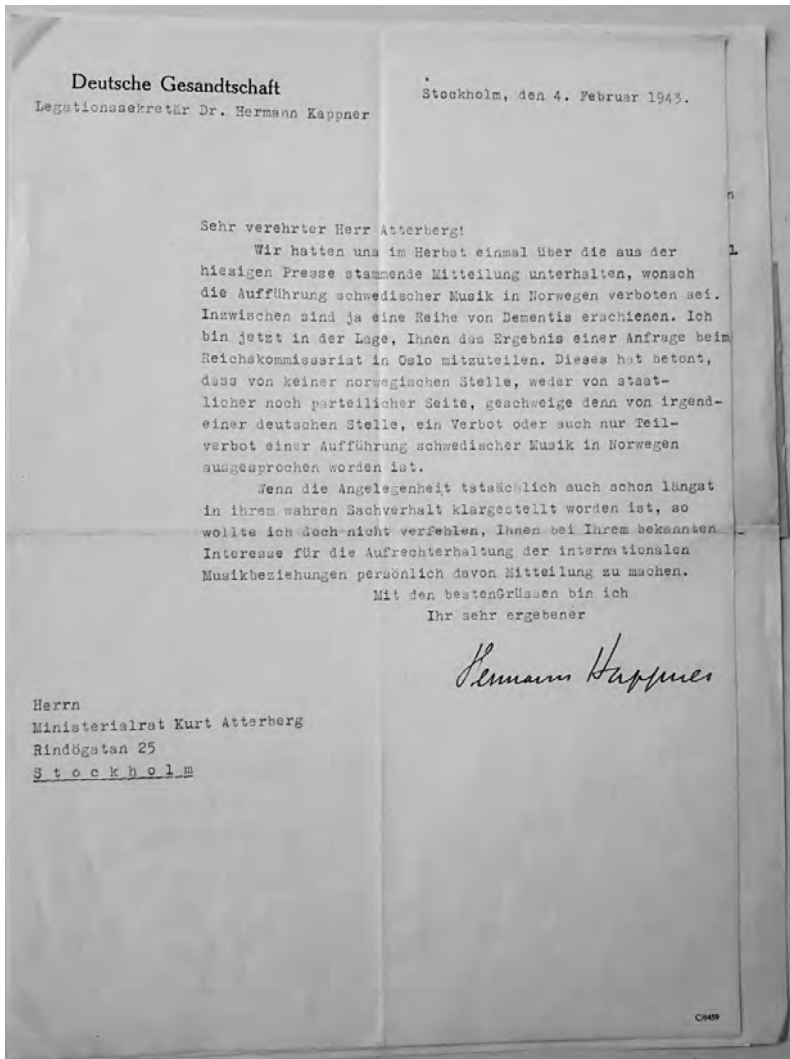 Deutsche Gesandtschaft
Legationssekretär Dr. Hermann Kappner
Stockholm, den 4. Februar 1943.
Sehr verehrter Herr Atterberg!
Wir hatten uns im Herbst einmal über die aus der
hiesigen Presse stammende Mitteilung unterhalten, wonach
die Aufführung schwedischer Musik in Norwegen verboten sei.
Inzwischen sind ja eine Reihe von Dementis erschienen. Ich
bin jetzt in der Lage, Ihnen das Ergebnis einer Anfrage beim
Reichskommissariat in Oslo mitzuteilen. Dieses hat betont,
dass von keiner norwegischen Stelle, weder von staat-
licher noch parteilicher Seite, geschweige denn von irgend-
einer deutschen Stelle, ein Verbot oder auch nur Teil-
verbot einer Aufführung schwedischer Musik in Norwegen
ausgesprochen worden ist.
Wenn die Angelegenheit tatsächlich auch schon längst
in ihrem wahren Sachverhalt klargestellt worden ist, so
wollte ich doch nicht verfehlen, Ihnen bei Ihrem bekannten
Interesse für die Aufrechterhaltung der internationalen
Musikbeziehungen persönlich davon Mitteilung zu machen.
Mit den bestenGrüssen bin ich
Ihr sehr ergebener
Hermann Kappner
Herrn
Ministerialrat Kurt Atterberg
Rindögatan 25
Stockholm
C/0459
n
l